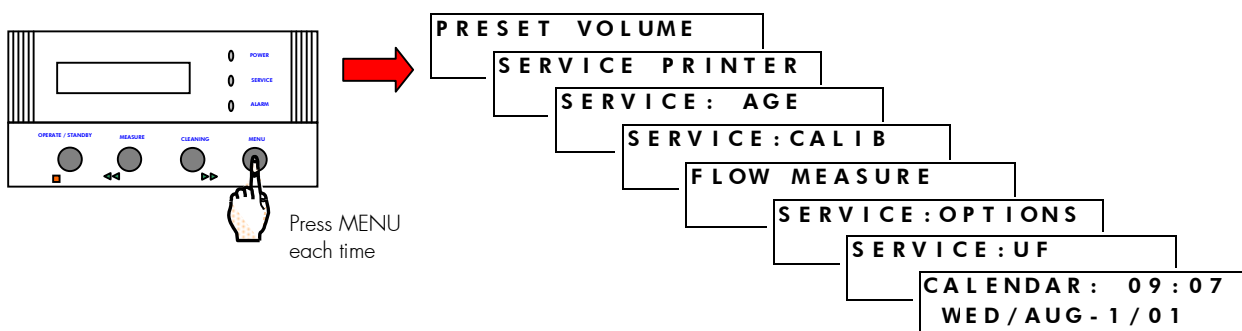 POWER
SERVICE
ALARM
OPERATE / STANDBY MEASURE CLEANING MENU
Press MENU
each time
PRESET VOLUME
SERVICE PRINTER
SERVICE: AGE
SERVICE:CALIB
FLOW MEASURE
SERVICE:OPTIONS
SERVICE:UF
CALENDAR: 09:07
WED/AUG-1/01